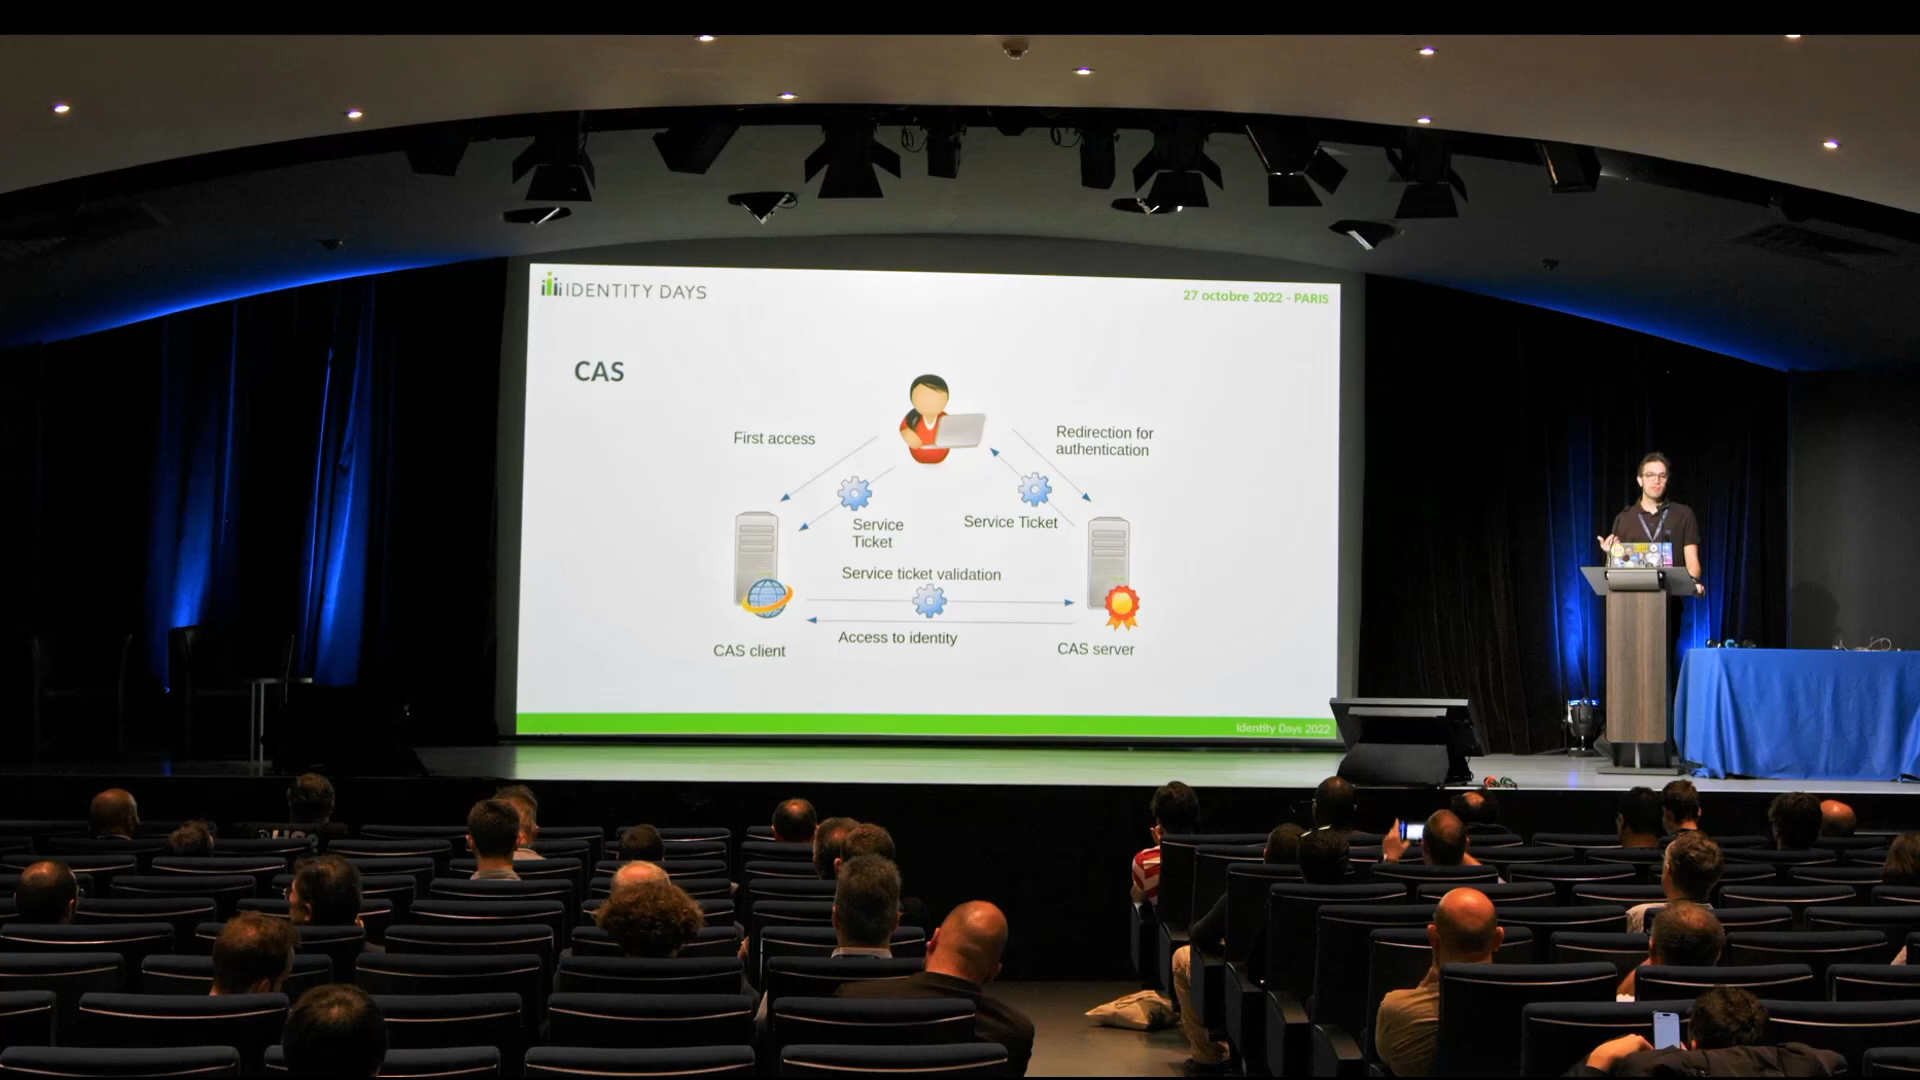 IDENTITY DAYS
27 octobre 2022 - PARIS
CAS
First access
Redirection for
authentication
Service
Ticket
Service Ticket
Service ticket validation
Access to identity
CAS client
CAS server
Identity Days 2022